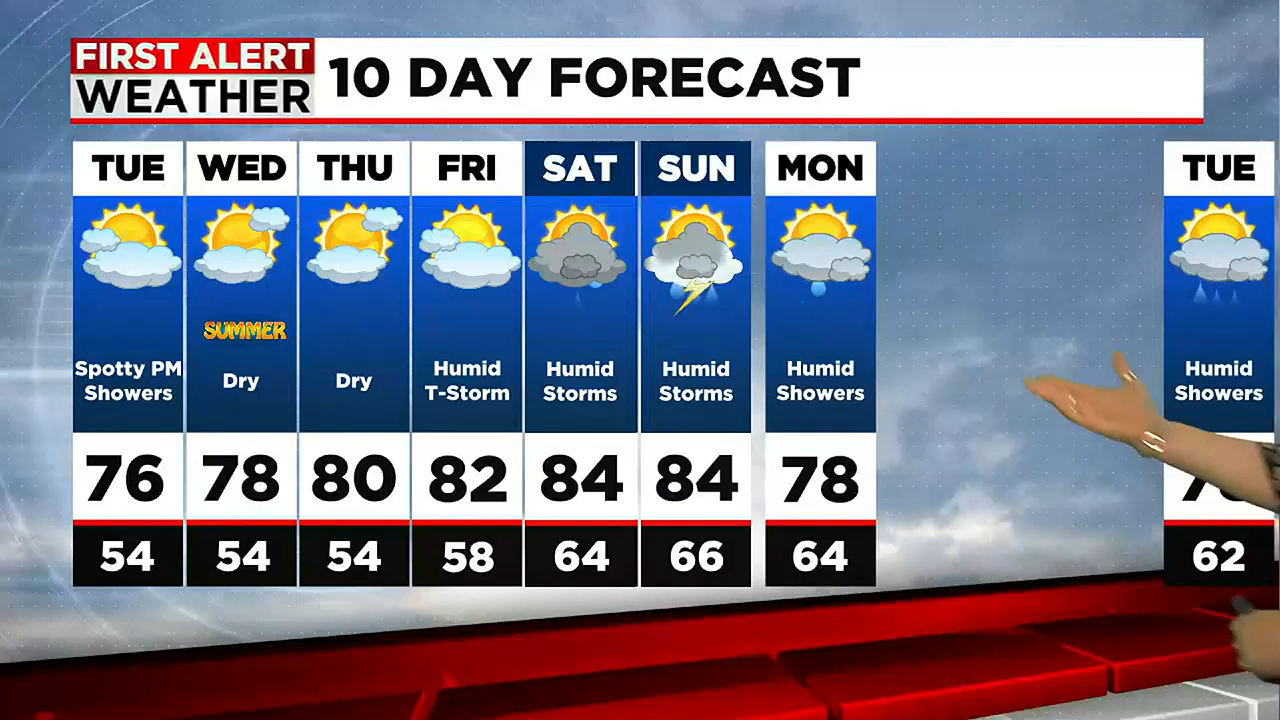 FIRST ALERT
WEATHER
10 DAY FORECAST
TUE WED THU FRI SAT SUN MON TUE
SUMMER
Spotty PM
Showers
Dry
Dry
Humid
T-Storm
Humid
Storms
Humid
Storms
Humid
Showers
Humid
Showers
76 78 80 82 84 84 78
54 54 54 58 64 66 64 62